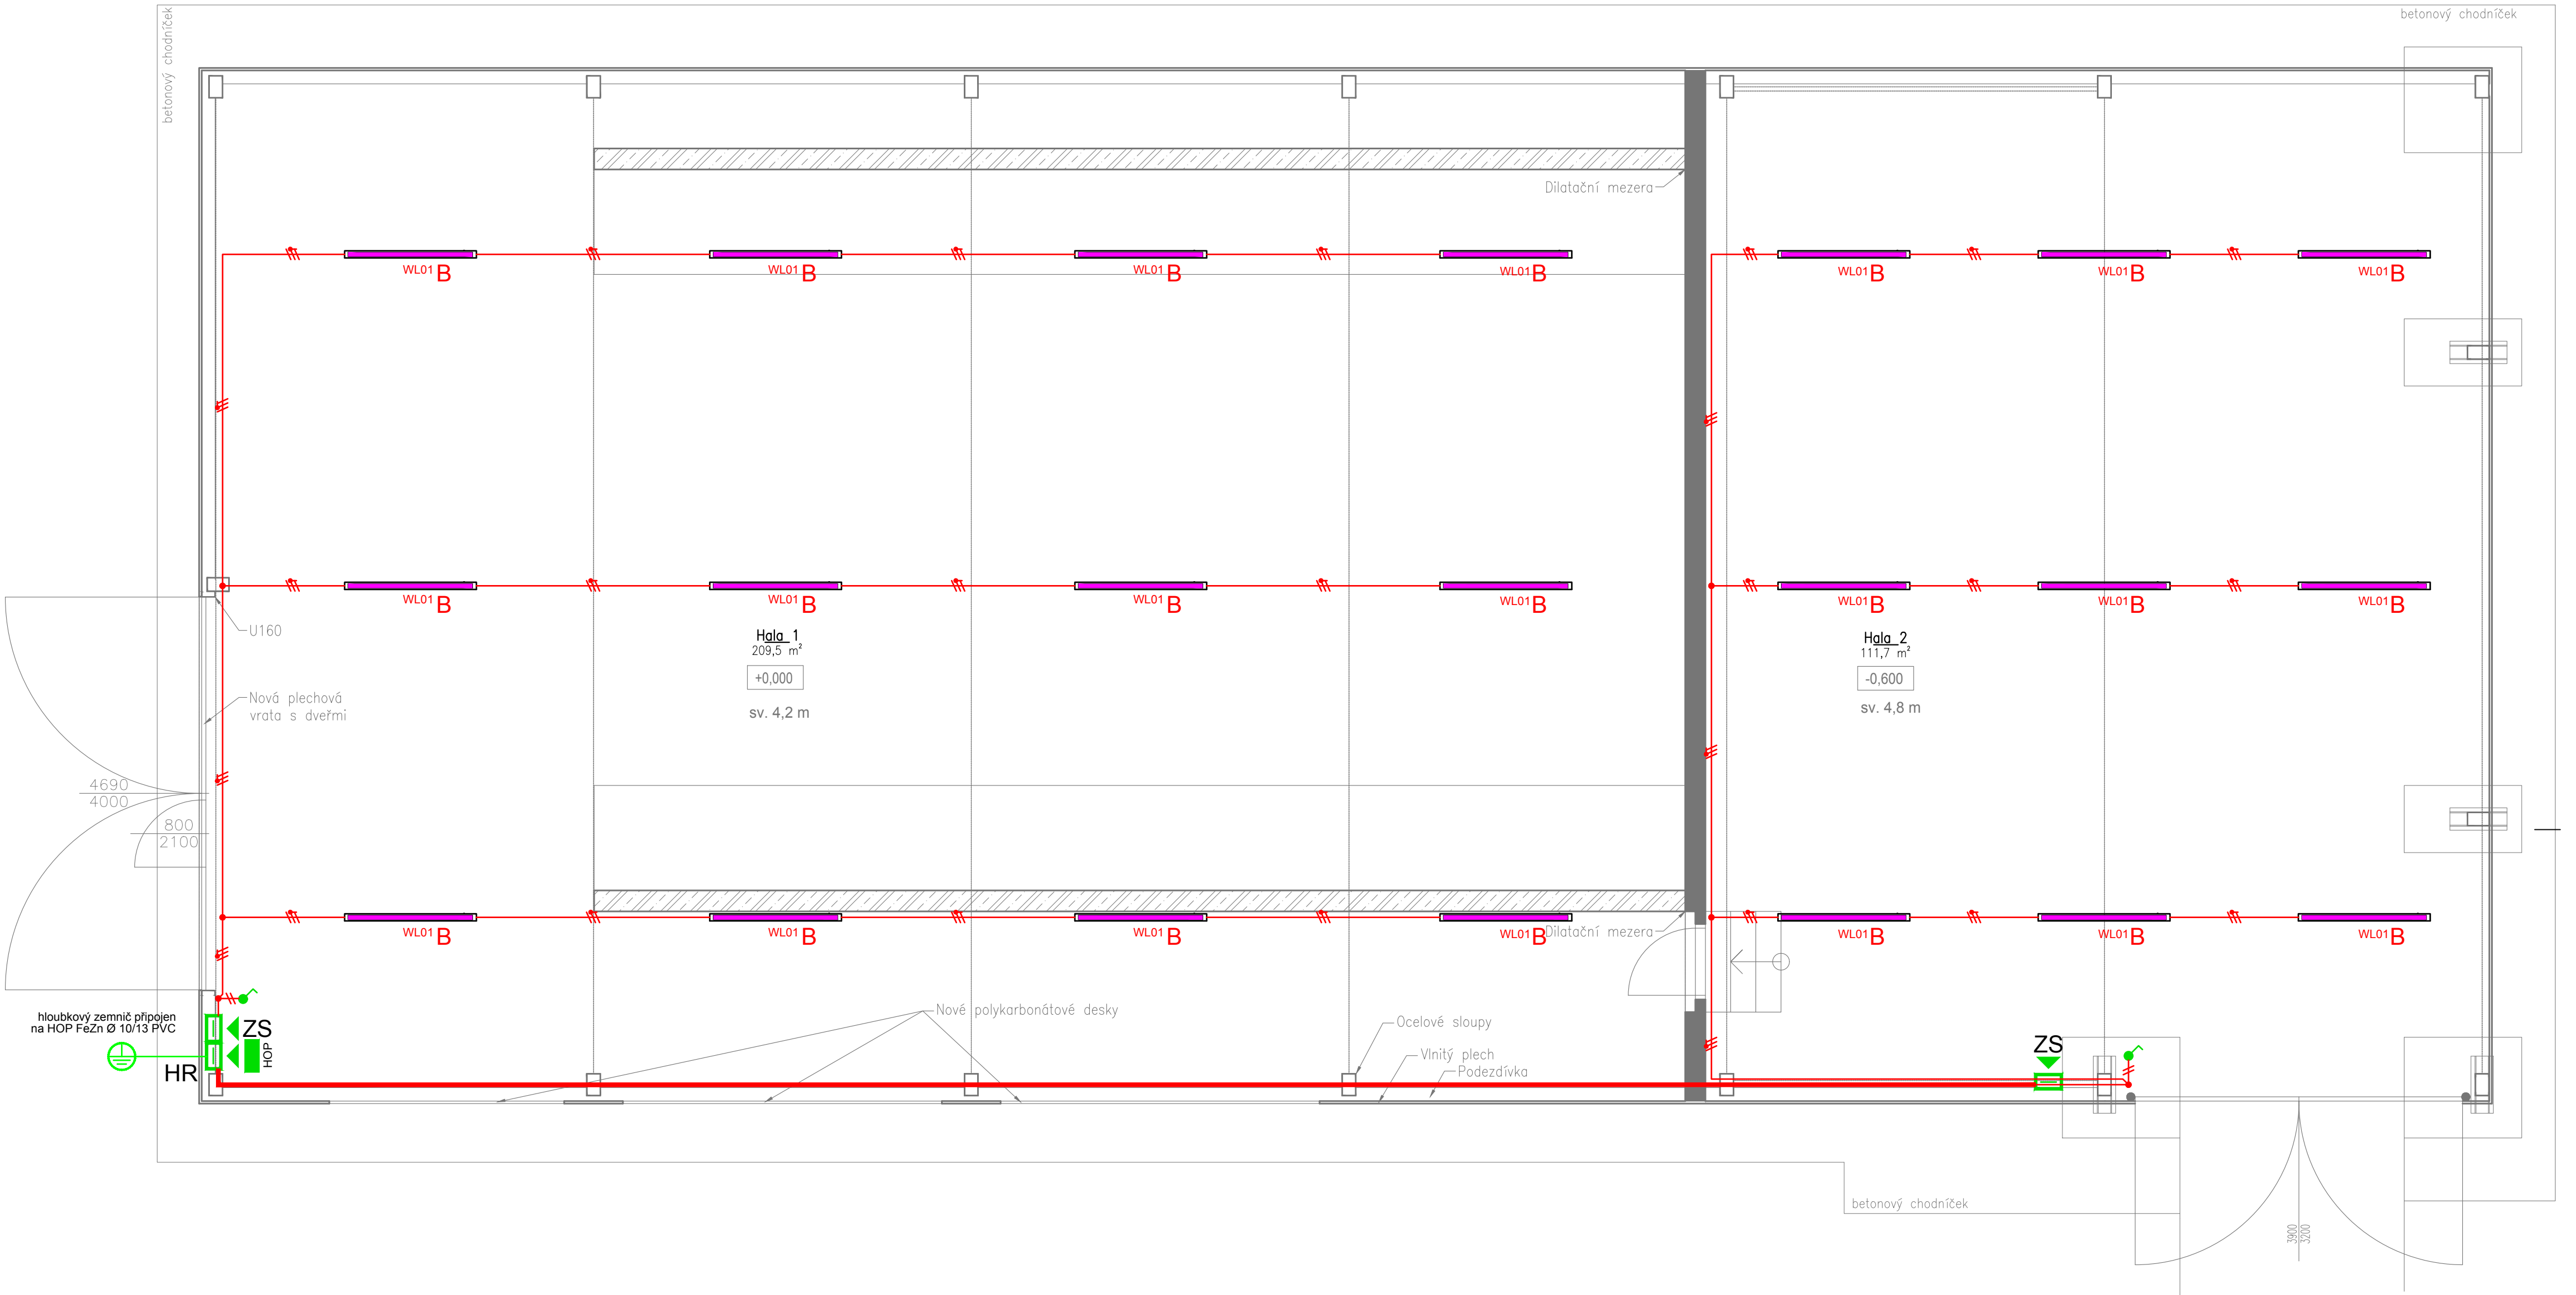 betonový chodníček
betonový chodníček
Dilatační mezera
WL01 B
WL01 B
WL01 B
WL01 B
WL01 B
WL01 B
WL01 B
WL01 B
WL01 B
WL01 B
WL01 B
WL01 B
WL01 B
WL01 B
U160
Hala 1
209,5 m²
+0,000
sv. 4,2 m
Hala 2
111,7 m²
-0,600
sv. 4,8 m
Nová plechová
vrata s dveřmi
4690
4000
800
2100
WL01 B
WL01 B
WL01 B
WL01 B
Dilatační mezera
WL01 B
WL01 B
WL01 B
hloubkový zemnič připojen
na HOP FeZn Ø 10/13 PVC
ZS
HOP
HR
Nové polykarbonátové desky
Ocelové sloupy
Vlnitý plech
Podezdívka
ZS
betonový chodníček
3900
3200